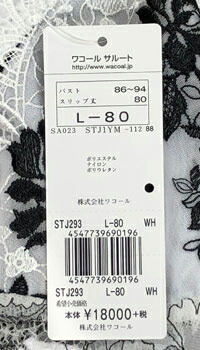 ワコール サルート
http://www.wacoal.jp
バスト 86~94
スリップ丈 80
L-80
SA023 STJ1YM -112 88
ポリエステル
ナイロン
ポリウレタン
株式会社ワコール
STJ293 L-80 WH
4547739690196
4547739690196
STJ293 L-80 WH
希望小売価格
本体 ¥18000+税
株式会社ワコール